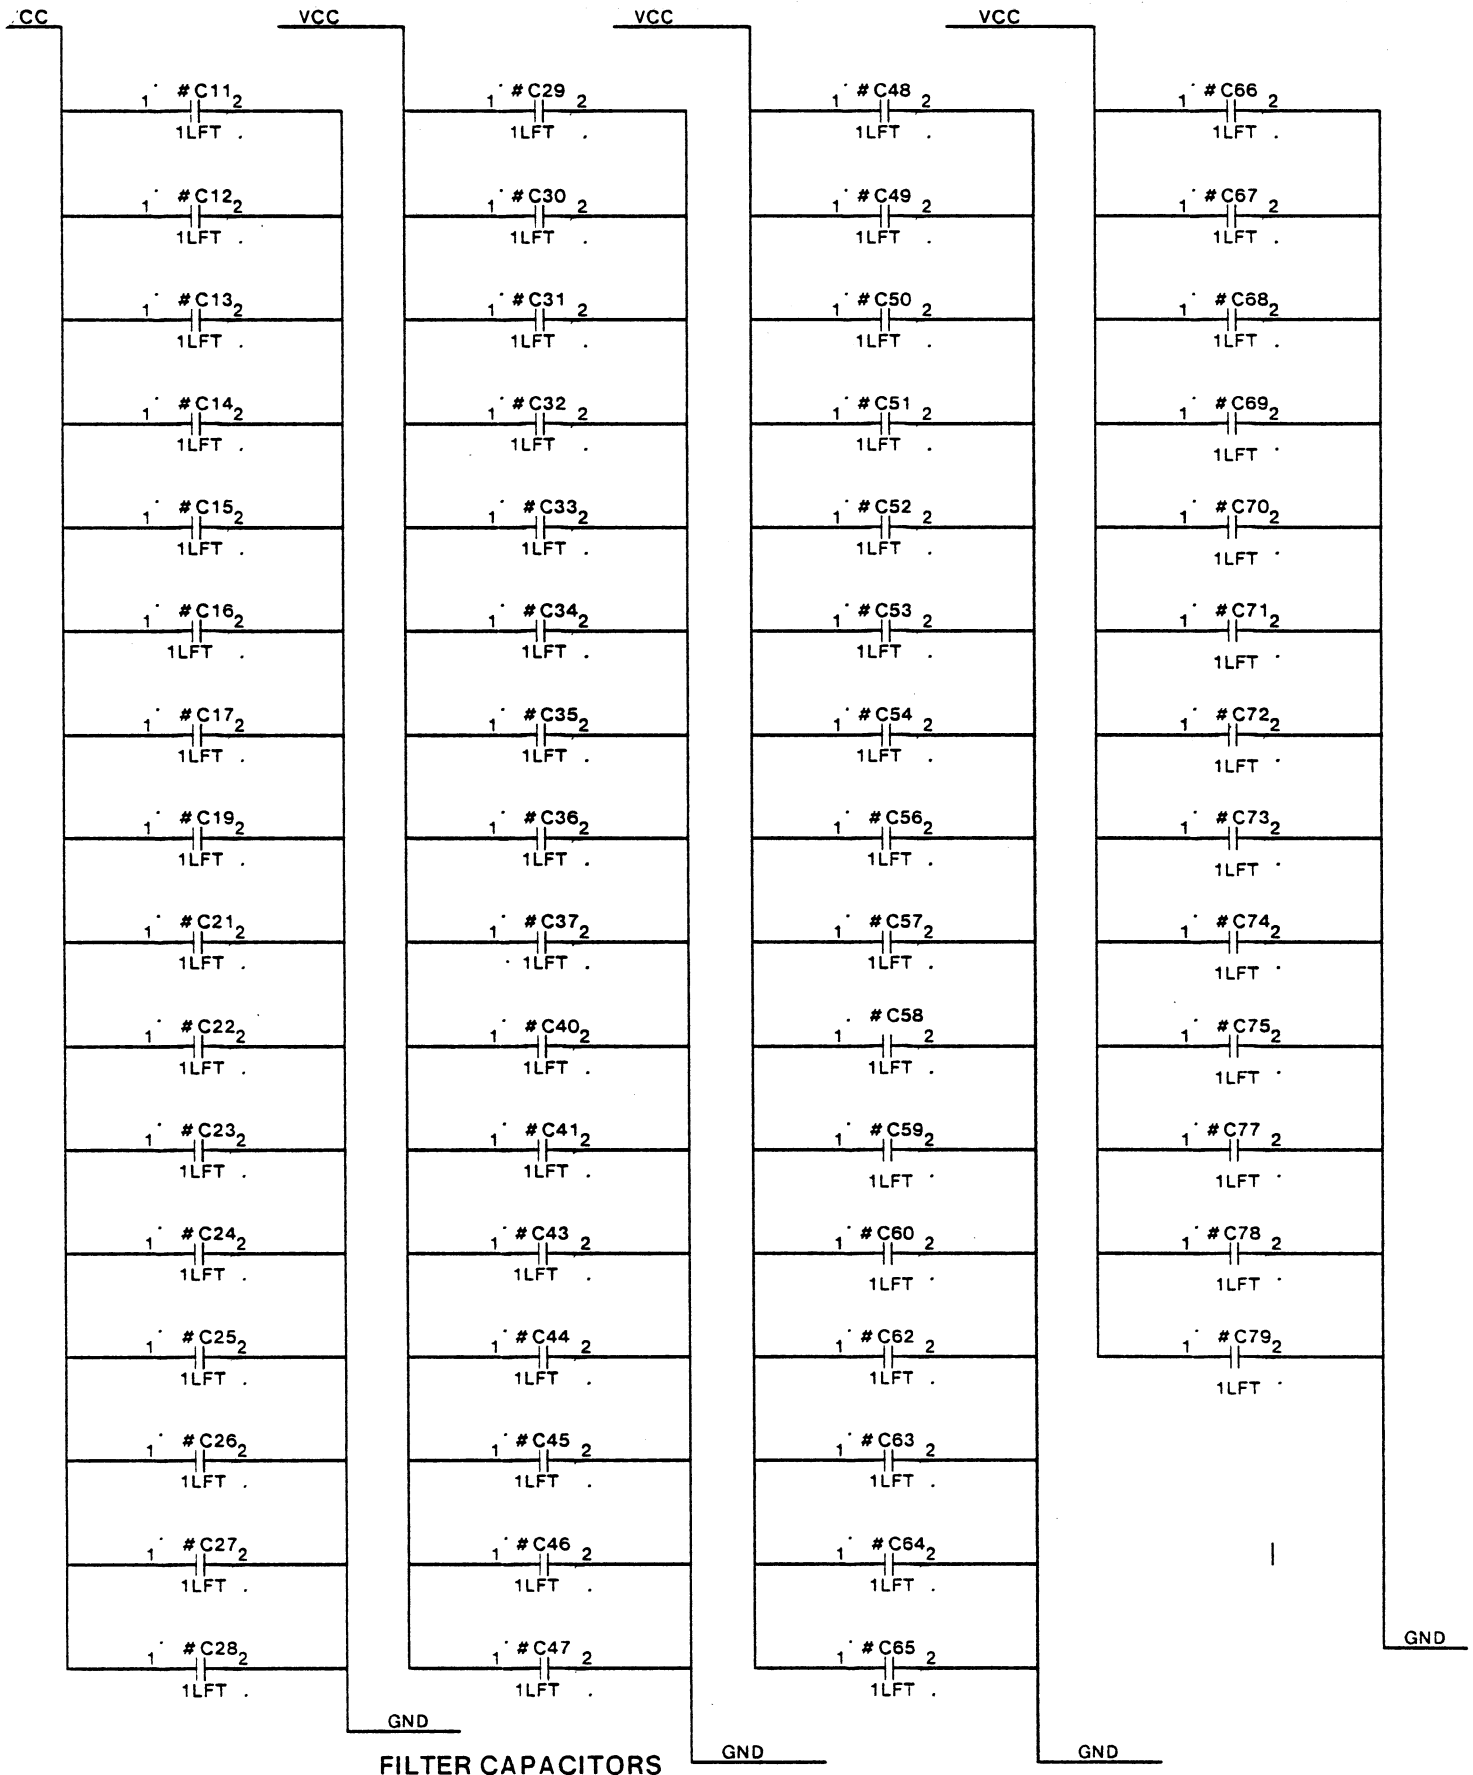 CC VCC VCC VCC
1 #C11 2 1 #C29 2 1 #C48 2 1 #C66 2
1LFT 1LFT 1LFT 1LFT
1 #C12 2 1 #C30 2 1 #C49 2 1 #C67 2
1LFT 1LFT 1LFT 1LFT
1 #C13 2 1 #C31 2 1 #C50 2 1 #C68 2
1LFT 1LFT 1LFT 1LFT
1 #C14 2 1 #C32 2 1 #C51 2 1 #C69 2
1LFT 1LFT 1LFT 1LFT
1 #C15 2 1 #C33 2 1 #C52 2 1 #C70 2
1LFT 1LFT 1LFT 1LFT
1 #C16 2 1 #C34 2 1 #C53 2 1 #C71 2
1LFT 1LFT 1LFT 1LFT
1 #C17 2 1 #C35 2 1 #C54 2 1 #C72 2
1LFT 1LFT 1LFT 1LFT
1 #C19 2 1 #C36 2 1 #C56 2 1 #C73 2
1LFT 1LFT 1LFT 1LFT
1 #C21 2 1 #C37 2 1 #C57 2 1 #C74 2
1LFT 1LFT 1LFT 1LFT
1 #C22 2 1 #C40 2 1 #C58 2 1 #C75 2
1LFT 1LFT 1LFT 1LFT
1 #C23 2 1 #C41 2 1 #C59 2 1 #C77 2
1LFT 1LFT 1LFT 1LFT
1 #C24 2 1 #C43 2 1 #C60 2 1 #C78 2
1LFT 1LFT 1LFT 1LFT
1 #C25 2 1 #C44 2 1 #C62 2 1 #C79 2
1LFT 1LFT 1LFT 1LFT
1 #C26 2 1 #C45 2 1 #C63 2
1LFT 1LFT 1LFT
1 #C27 2 1 #C46 2 1 #C64 2
1LFT 1LFT 1LFT
1 #C28 2 1 #C47 2 1 #C65 2
1LFT 1LFT 1LFT
GND GND GND GND
FILTER CAPACITORS